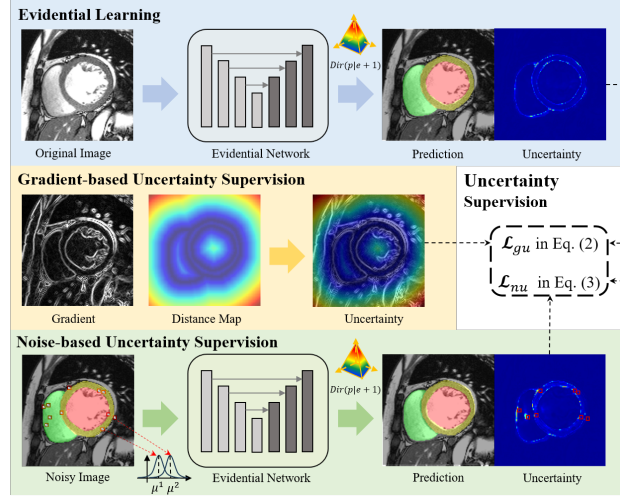 Evidential Learning
Dir(p|e + 1)
Original Image
Evidential Network
Prediction
Uncertainty
Gradient-based Uncertainty Supervision
Gradient
Distance Map
Uncertainty
Uncertainty
Supervision
𝓛gu in Eq. (2)
𝓛nu in Eq. (3)
Noise-based Uncertainty Supervision
Dir(p|e + 1)
Noisy Image
μ¹ μ²
Evidential Network
Prediction
Uncertainty